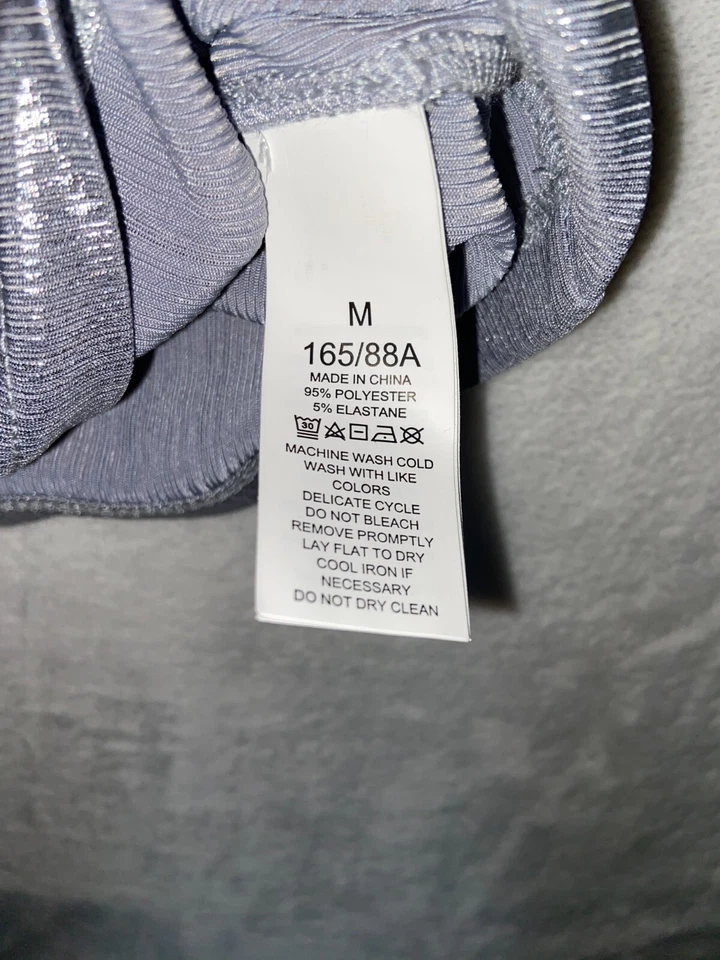 M
165/88A
MADE IN CHINA
95% POLYESTER
5% ELASTANE
30
MACHINE WASH COLD
WASH WITH LIKE
COLORS
DELICATE CYCLE
DO NOT BLEACH
REMOVE PROMPTLY
LAY FLAT TO DRY
COOL IRON IF
NECESSARY
DO NOT DRY CLEAN